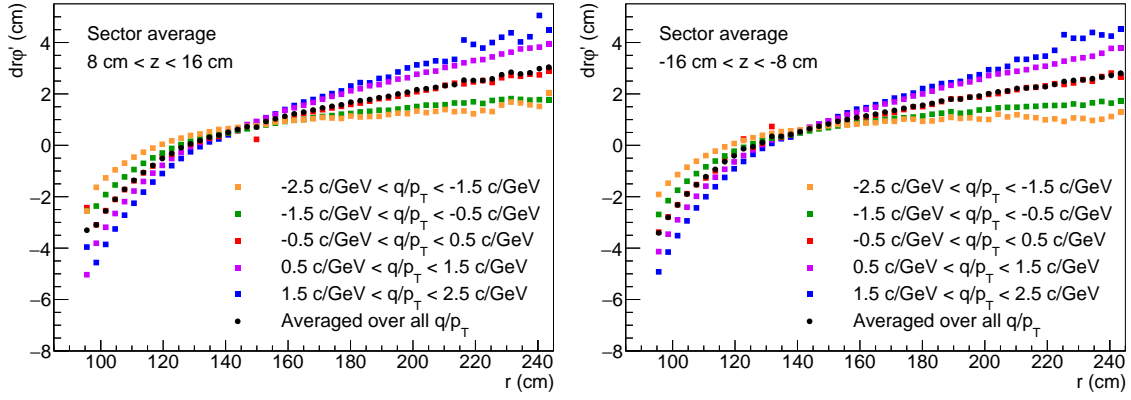 drφ' (cm)
4
2
0
−2
−4
−6
−8
Sector average
8 cm < z < 16 cm
-2.5 c/GeV < q/p_T < -1.5 c/GeV
-1.5 c/GeV < q/p_T < -0.5 c/GeV
-0.5 c/GeV < q/p_T < 0.5 c/GeV
0.5 c/GeV < q/p_T < 1.5 c/GeV
1.5 c/GeV < q/p_T < 2.5 c/GeV
Averaged over all q/p_T
100 120 140 160 180 200 220 240
r (cm)
drφ' (cm)
4
2
0
−2
−4
−6
−8
Sector average
-16 cm < z < -8 cm
-2.5 c/GeV < q/p_T < -1.5 c/GeV
-1.5 c/GeV < q/p_T < -0.5 c/GeV
-0.5 c/GeV < q/p_T < 0.5 c/GeV
0.5 c/GeV < q/p_T < 1.5 c/GeV
1.5 c/GeV < q/p_T < 2.5 c/GeV
Averaged over all q/p_T
100 120 140 160 180 200 220 240
r (cm)